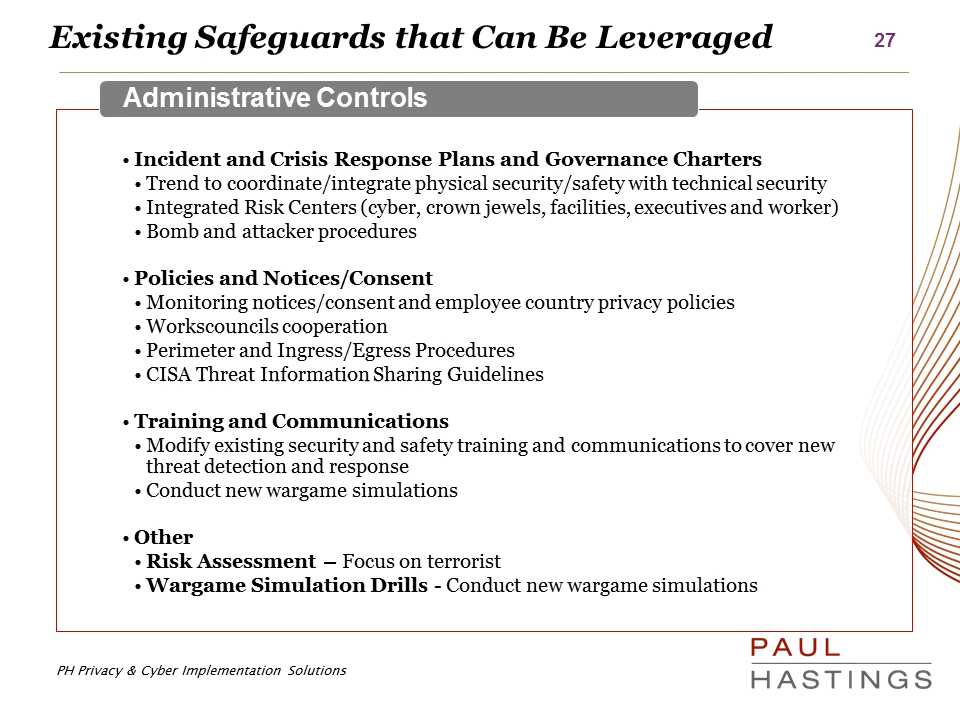 Existing Safeguards that Can Be Leveraged
27
Administrative Controls
• Incident and Crisis Response Plans and Governance Charters
• Trend to coordinate/integrate physical security/safety with technical security
• Integrated Risk Centers (cyber, crown jewels, facilities, executives and worker)
• Bomb and attacker procedures
• Policies and Notices/Consent
• Monitoring notices/consent and employee country privacy policies
• Workscouncils cooperation
• Perimeter and Ingress/Egress Procedures
• CISA Threat Information Sharing Guidelines
• Training and Communications
• Modify existing security and safety training and communications to cover new
threat detection and response
• Conduct new wargame simulations
• Other
• Risk Assessment – Focus on terrorist
• Wargame Simulation Drills - Conduct new wargame simulations
PH Privacy & Cyber Implementation Solutions
PAUL
HASTINGS